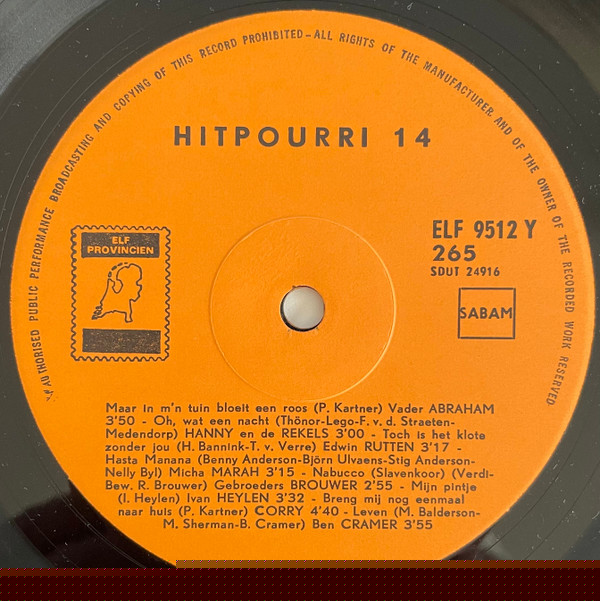 UNAUTHORISED PUBLIC PERFORMANCE BROADCASTING AND COPYING OF THIS RECORD PROHIBITED - ALL RIGHTS OF THE MANUFACTURER AND OF THE OWNER OF THE RECORDED WORK RESERVED
HITPOURRI 14
ELF
PROVINCIEN
ELF 9512 Y
265
SDUT 24916
SABAM
Maar in m'n tuin bloeit een roos (P. Kartner) Vader ABRAHAM
3'50 - Oh, wat een nacht (Thönor-Lego-F. v. d. Straeten-
Medendorp) HANNY en de REKELS 3'00 - Toch is het klote
zonder jou (H. Bannink-T. v. Verre) Edwin RUTTEN 3'17 -
Hasta Manana (Benny Anderson-Björn Ulvaens-Stig Anderson-
Nelly Byl) Micha MARAH 3'15 - Nabucco (Slavenkoor) (Verdi-
Bew. R. Brouwer) Gebroeders BROUWER 2'55 - Mijn pintje
(I. Heylen) Ivan HEYLEN 3'32 - Breng mij nog eenmaal
naar huis (P. Kartner) CORRY 4'40 - Leven (M. Balderson-
M. Sherman-B. Cramer) Ben CRAMER 3'55